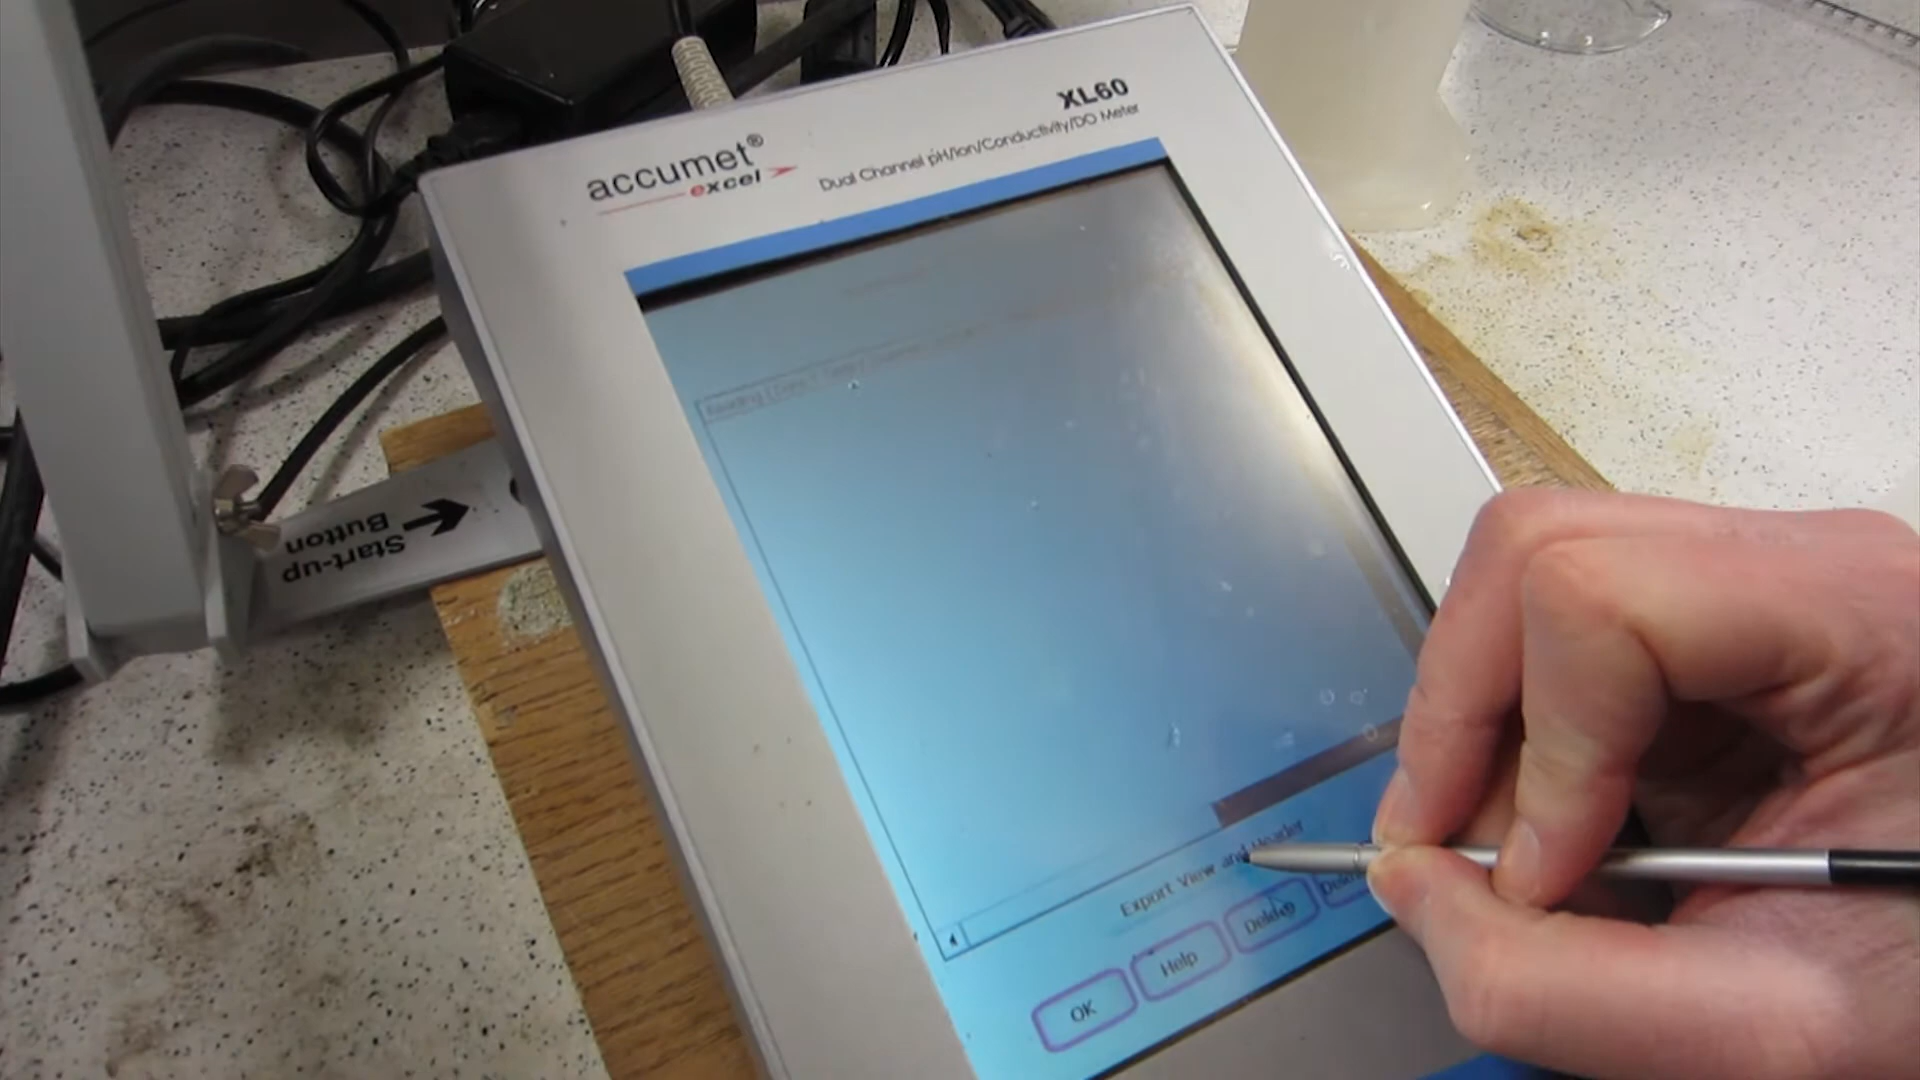 XL60
accumet®
excel
Dual Channel pH/Ion/Conductivity/DO Meter
Start-up
Button
Export View and Header
OK
Help
Delete